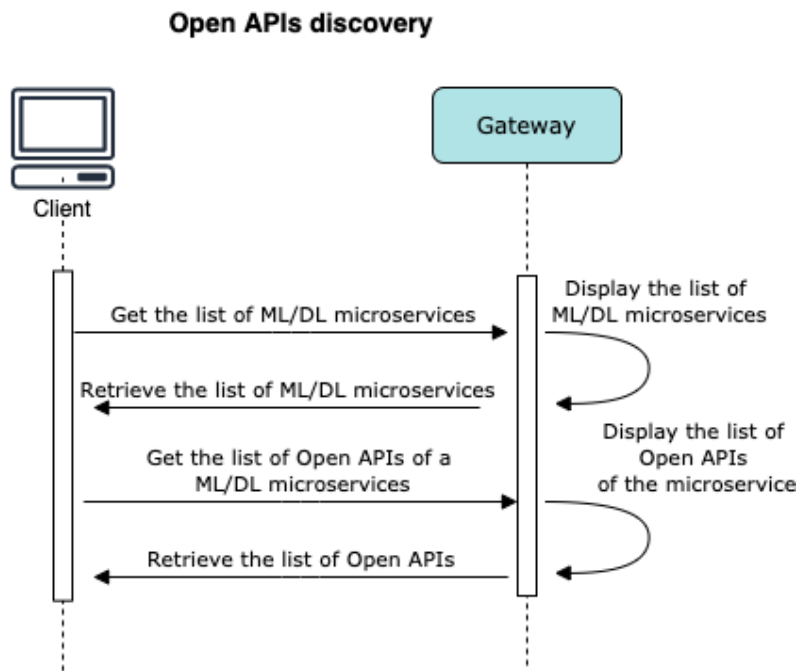 Open APIs discovery
Gateway
Client
Get the list of ML/DL microservices
Display the list of
ML/DL microservices
Retrieve the list of ML/DL microservices
Get the list of Open APIs of a
ML/DL microservices
Display the list of
Open APIs
of the microservice
Retrieve the list of Open APIs